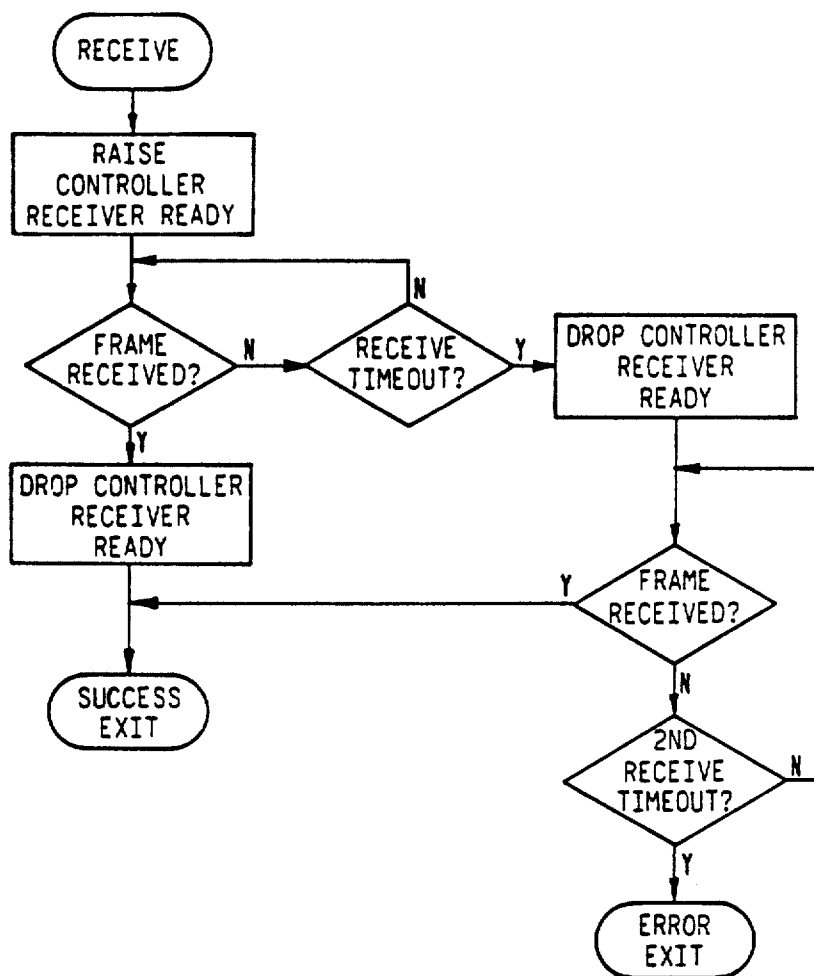 RECEIVE
RAISE
CONTROLLER
RECEIVER READY
N
FRAME
RECEIVED?
N
RECEIVE
TIMEOUT?
Y
DROP CONTROLLER
RECEIVER
READY
Y
DROP CONTROLLER
RECEIVER
READY
Y
FRAME
RECEIVED?
SUCCESS
EXIT
N
2ND
RECEIVE
TIMEOUT?
N
Y
ERROR
EXIT